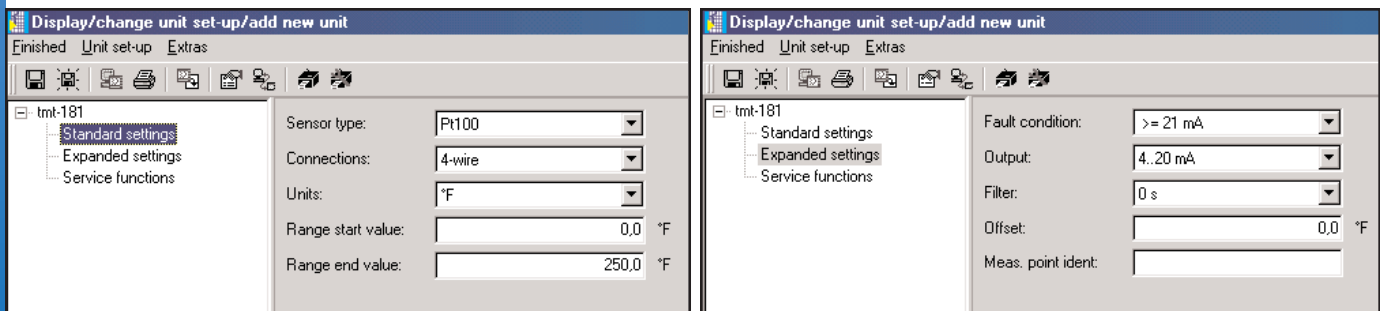 Display/change unit set-up/add new unit
Finished Unit set-up Extras
tmt-181
Standard settings
Expanded settings
Service functions
Sensor type: Pt100
Connections: 4-wire
Units: °F
Range start value: 0,0 °F
Range end value: 250,0 °F
Display/change unit set-up/add new unit
Finished Unit set-up Extras
tmt-181
Standard settings
Expanded settings
Service functions
Fault condition: >= 21 mA
Output: 4..20 mA
Filter: 0 s
Offset: 0,0 °F
Meas. point ident: